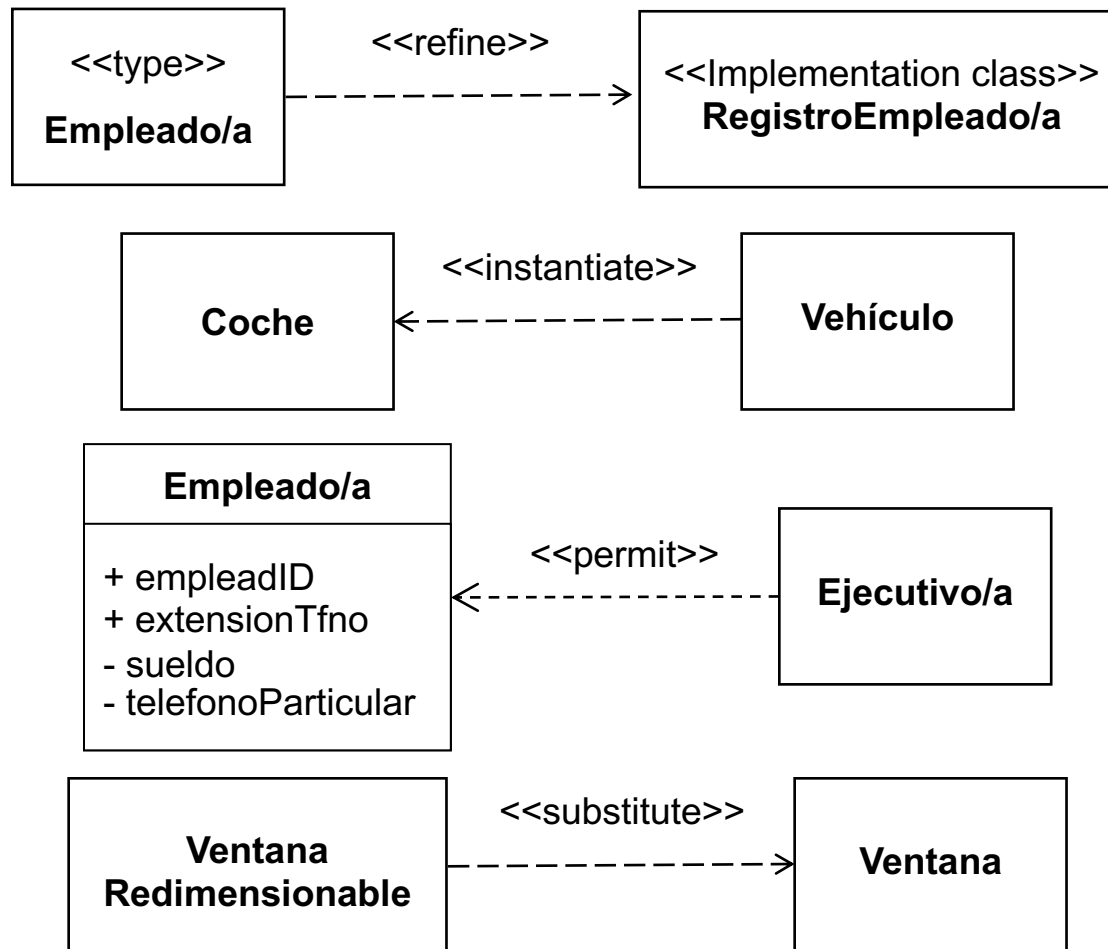 <<type>>
Empleado/a
<<refine>>
<<Implementation class>>
RegistroEmpleado/a
Coche
<<instantiate>>
Vehículo
Empleado/a
+ empleadID
+ extensionTfno
- sueldo
- telefonoParticular
<<permit>>
Ejecutivo/a
Ventana
Redimensionable
<<substitute>>
Ventana